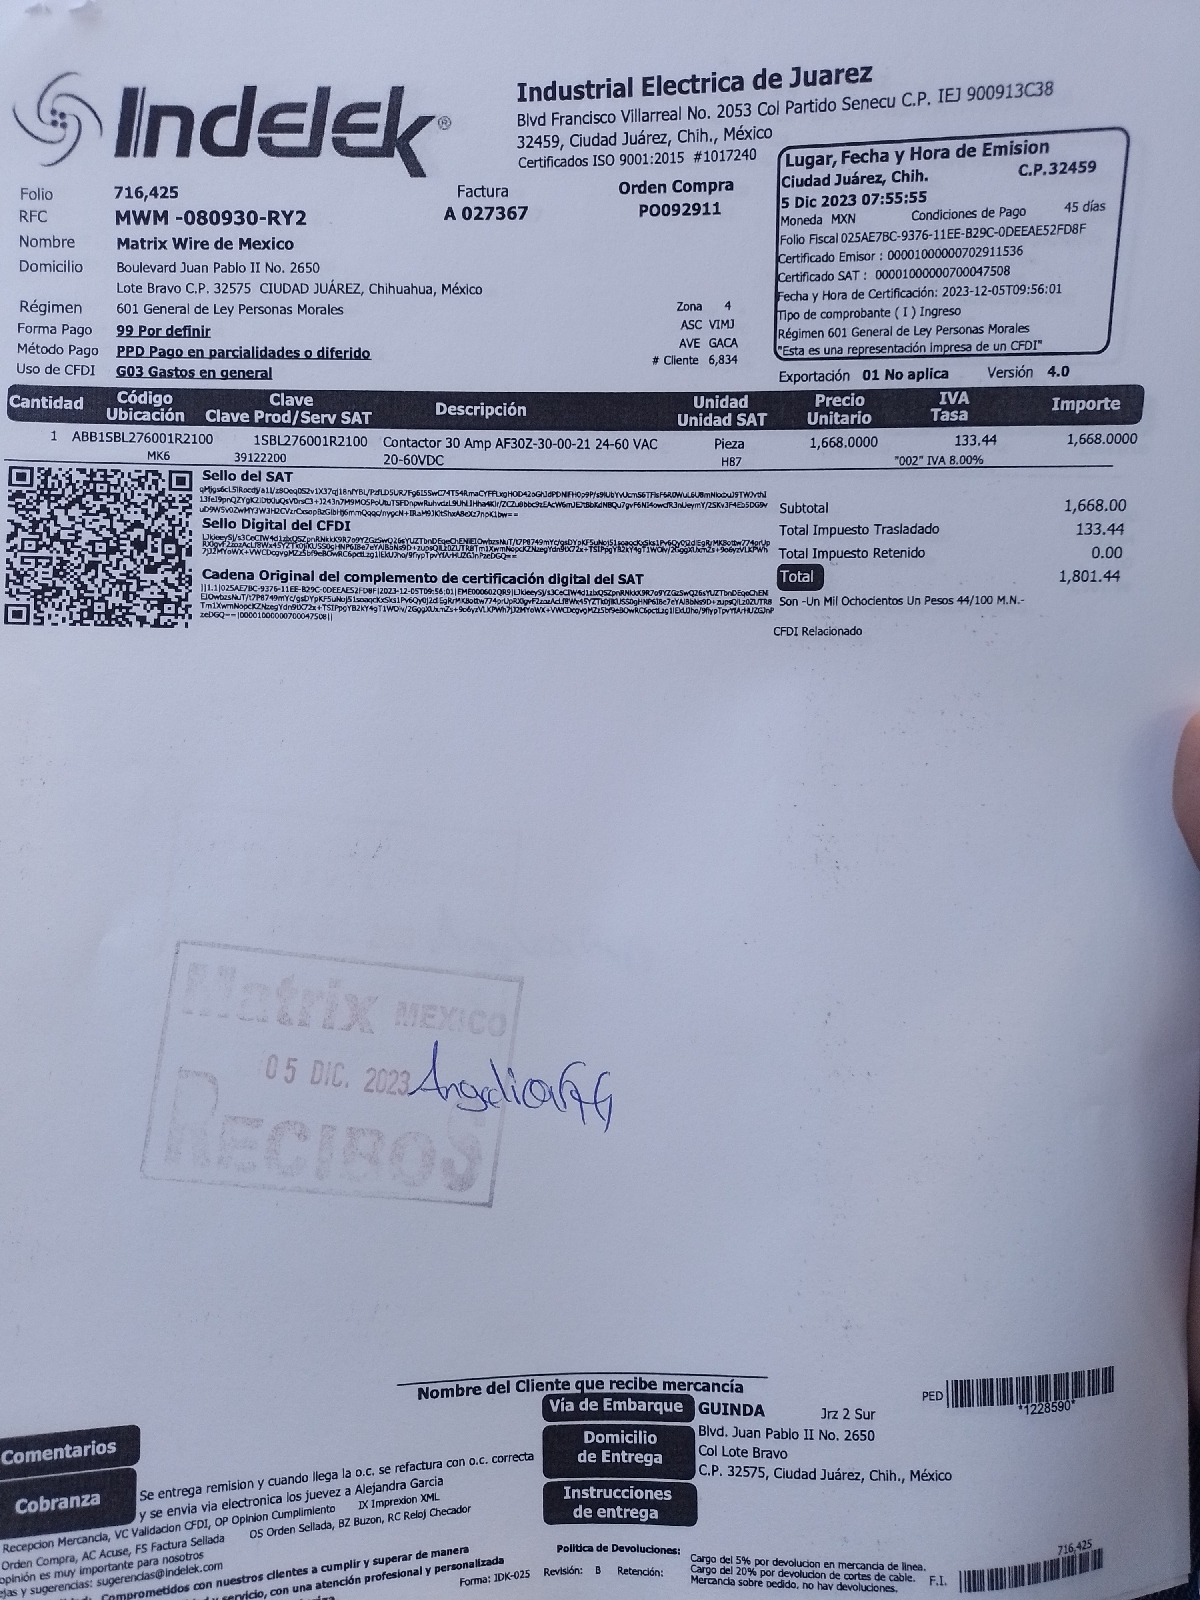 Indelek®
Industrial Electrica de Juarez
Blvd Francisco Villarreal No. 2053 Col Partido Senecu C.P. IEJ 900913C38
32459, Ciudad Juárez, Chih., México
Certificados ISO 9001:2015 #1017240
Folio 716,425 Factura Orden Compra
RFC MWM -080930-RY2 A 027367 PO092911
Nombre Matrix Wire de Mexico
Domicilio Boulevard Juan Pablo II No. 2650
Lote Bravo C.P. 32575 CIUDAD JUÁREZ, Chihuahua, México
Régimen 601 General de Ley Personas Morales
Forma Pago 99 Por definir
Método Pago PPD Pago en parcialidades o diferido
Uso de CFDI G03 Gastos en general
Zona 4
ASC VIMJ
AVE GACA
# Cliente 6,834
Lugar, Fecha y Hora de Emision
Ciudad Juárez, Chih. C.P.32459
5 Dic 2023 07:55:55
Moneda MXN Condiciones de Pago 45 días
Folio Fiscal 025AE7BC-9376-11EE-B29C-0DEEAE52FD8F
Certificado Emisor : 00001000000702911536
Certificado SAT : 00001000000700047508
Fecha y Hora de Certificación: 2023-12-05T09:56:01
Tipo de comprobante ( I ) Ingreso
Régimen 601 General de Ley Personas Morales
"Esta es una representación impresa de un CFDI"
Exportación 01 No aplica Versión 4.0
Cantidad Código Ubicación Clave Clave Prod/Serv SAT Descripción Unidad Unidad SAT Precio Unitario IVA Tasa Importe
1 ABB1SBL276001R2100 1SBL276001R2100 Contactor 30 Amp AF30Z-30-00-21 24-60 VAC Pieza 1,668.0000 133.44 1,668.0000
MK6 39122200 20-60VDC H87 "002" IVA 8.00%
Sello del SAT
Sello Digital del CFDI
Cadena Original del complemento de certificación digital del SAT
Subtotal 1,668.00
Total Impuesto Trasladado 133.44
Total Impuesto Retenido 0.00
Total 1,801.44
Son -Un Mil Ochocientos Un Pesos 44/100 M.N.-
CFDI Relacionado
Matrix MEXICO
05 DIC. 2023
RECIBOS
Nombre del Cliente que recibe mercancía
Vía de Embarque GUINDA Jrz 2 Sur
Domicilio de Entrega Blvd. Juan Pablo II No. 2650
Col Lote Bravo
C.P. 32575, Ciudad Juárez, Chih., México
Instrucciones de entrega
PED *1228590*
Comentarios
Cobranza
Se entrega remision y cuando llega la o.c. se refactura con o.c. correcta
y se envia via electronica los juevez a Alejandra Garcia
Recepcion Mercancia, VC Validacion CFDI, OP Opinion Cumplimiento IX Impresion XML
Orden Compra, AC Acuse, FS Factura Sellada OS Orden Sellada, BZ Buzon, RC Reloj Checador
opinión es muy importante para nosotros
ejas y sugerencias: sugerencias@indelek.com
Comprometidos con nuestros clientes a cumplir y superar de manera
servicio, con una atención profesional y personalizada
Forma: IDK-025 Revisión: B Retención:
Politica de Devoluciones:
Cargo del 5% por devolucion en mercancia de linea.
Cargo del 20% por devolucion de cortes de cable.
Mercancia sobre pedido, no hay devoluciones.
F.I. 716,425